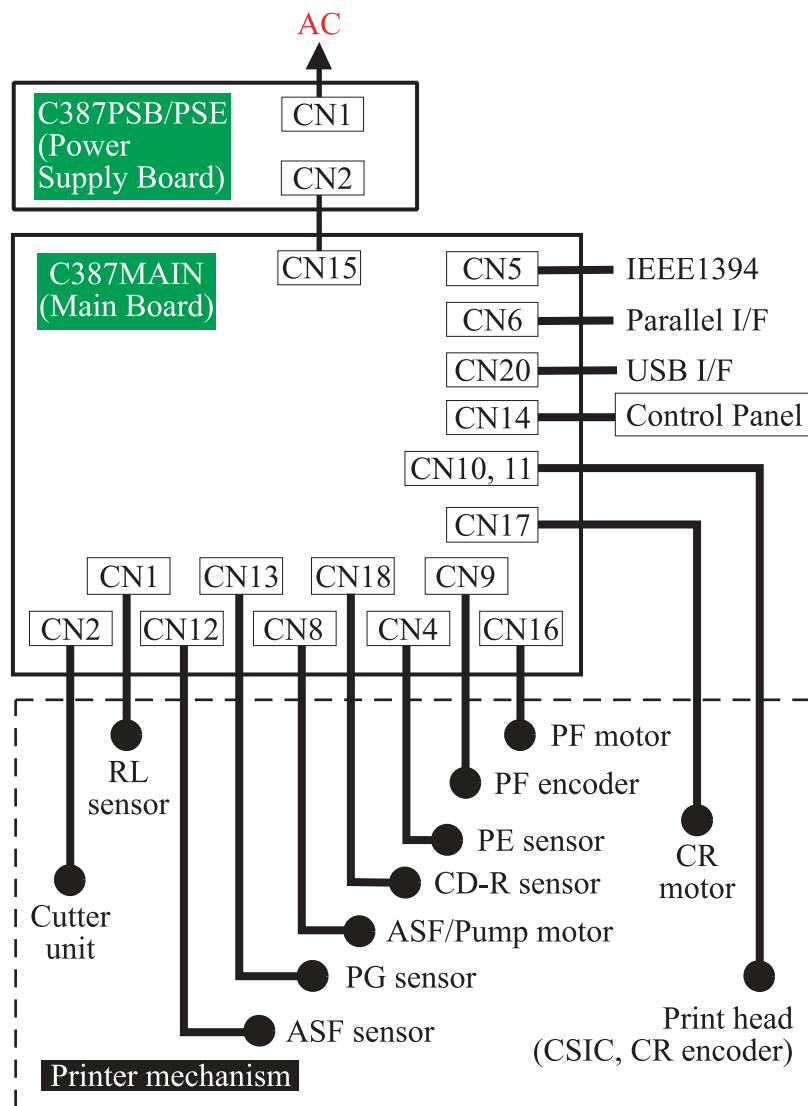 AC
C387PSB/PSE
(Power
Supply Board)
CN1
CN2
C387MAIN
(Main Board)
CN15
CN5
IEEE1394
CN6
Parallel I/F
CN20
USB I/F
CN14
Control Panel
CN10, 11
CN17
CN1
CN13
CN18
CN9
CN2
CN12
CN8
CN4
CN16
PF motor
RL
sensor
PF encoder
PE sensor
CR
motor
CD-R sensor
Cutter
unit
ASF/Pump motor
PG sensor
ASF sensor
Print head
(CSIC, CR encoder)
Printer mechanism